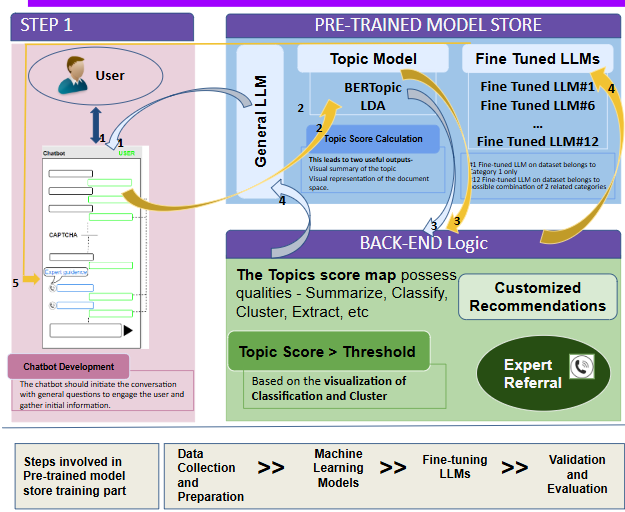 STEP 1
PRE-TRAINED MODEL STORE
User
1
1
Chatbot
USER
CAPTCHA
Expert guidence
5
Chatbot Development
The chatbot should initiate the conversation
with general questions to engage the user and
gather initial information.
General LLM
Topic Model
BERTopic
LDA
2
2
Topic Score Calculation
This leads to two useful outputs-
Visual summary of the topic
Visual representation of the document
space.
Fine Tuned LLMs
Fine Tuned LLM#1
Fine Tuned LLM#6
...
Fine Tuned LLM#12
4
#1 Fine-tuned LLM on dataset belongs to
Category 1 only
#12 Fine-tuned LLM on dataset belongs to
possible combination of 2 related categories
4
3
3
BACK-END Logic
The Topics score map possess
qualities - Summarize, Classify,
Cluster, Extract, etc
Customized
Recommendations
Topic Score > Threshold
Based on the visualization of
Classification and Cluster
Expert
Referral
Steps involved in
Pre-trained model
store training part
Data
Collection
and
Preparation
>>
Machine
Learning
Models
>>
Fine-tuning
LLMs
>>
Validation
and
Evaluation